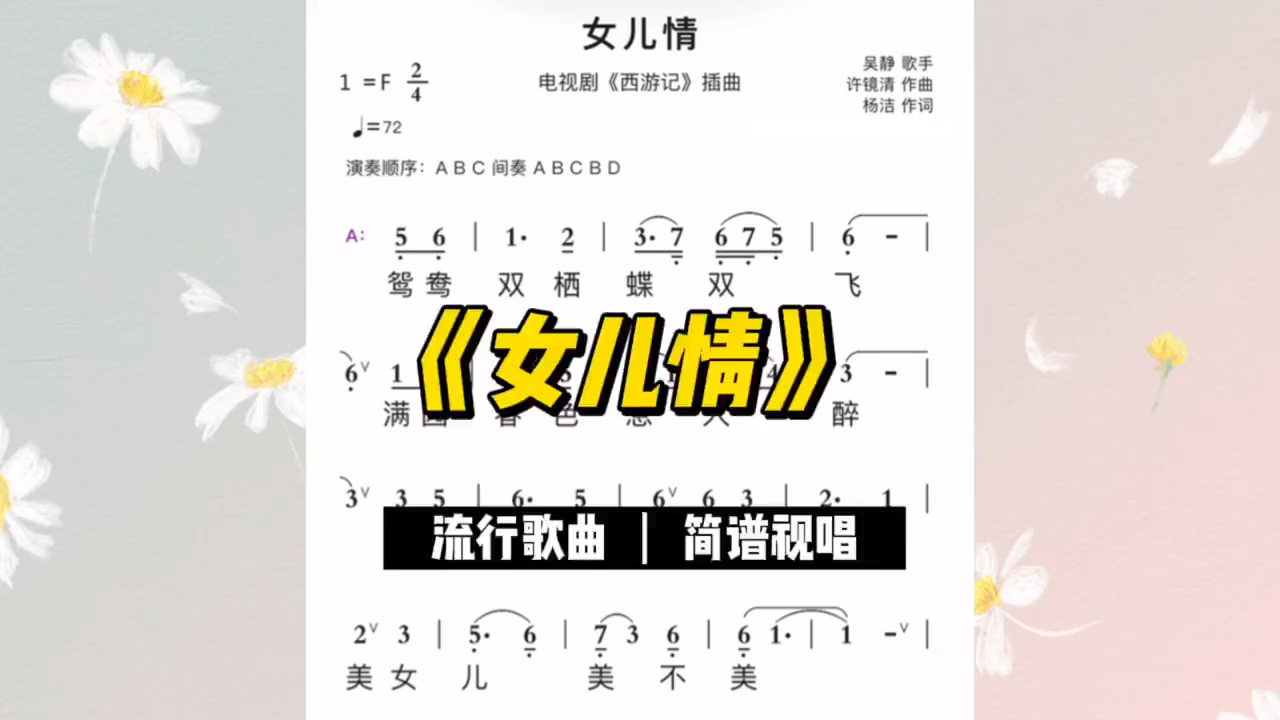 女儿情
1 =F 2/4
电视剧《西游记》插曲
吴静 歌手
许镜清 作曲
杨洁 作词
♩=72
演奏顺序: A B C 间奏 A B C B D
A: 5 6 | 1· 2 | 3· 7 6 7 5 | 6 - |
鸳鸯 双栖 蝶 双 飞
《女儿情》
6 ∨ 1
3 - |
满
醉
3 ∨ 3 5 | 6· 5 | 6 ∨ 6 3 | 2· 1 |
流行歌曲 | 简谱视唱
2 ∨ 3 | 5· 6 | 7 3 6 | 6 1· | 1 - ∨ |
美女 儿 美 不 美